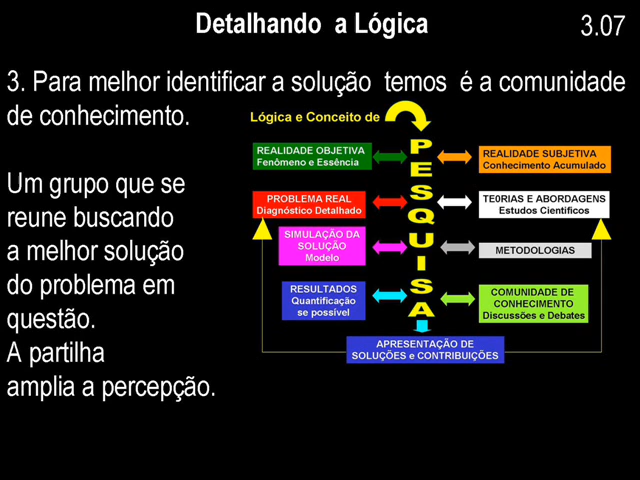 Detalhando a Lógica
3.07
3. Para melhor identificar a solução temos é a comunidade
de conhecimento.
Um grupo que se
reune buscando
a melhor solução
do problema em
questão.
A partilha
amplia a percepção.
Lógica e Conceito de
PESQUISA
REALIDADE OBJETIVA
Fenômeno e Essência
REALIDADE SUBJETIVA
Conhecimento Acumulado
PROBLEMA REAL
Diagnóstico Detalhado
TE0RIAS E ABORDAGENS
Estudos Científicos
SIMULAÇÃO DA
SOLUÇÃO
Modelo
METODOLOGIAS
RESULTADOS
Quantificação
se possível
COMUNIDADE DE
CONHECIMENTO
Discussões e Debates
APRESENTAÇÃO DE
SOLUÇÕES e CONTRIBUIÇÕES